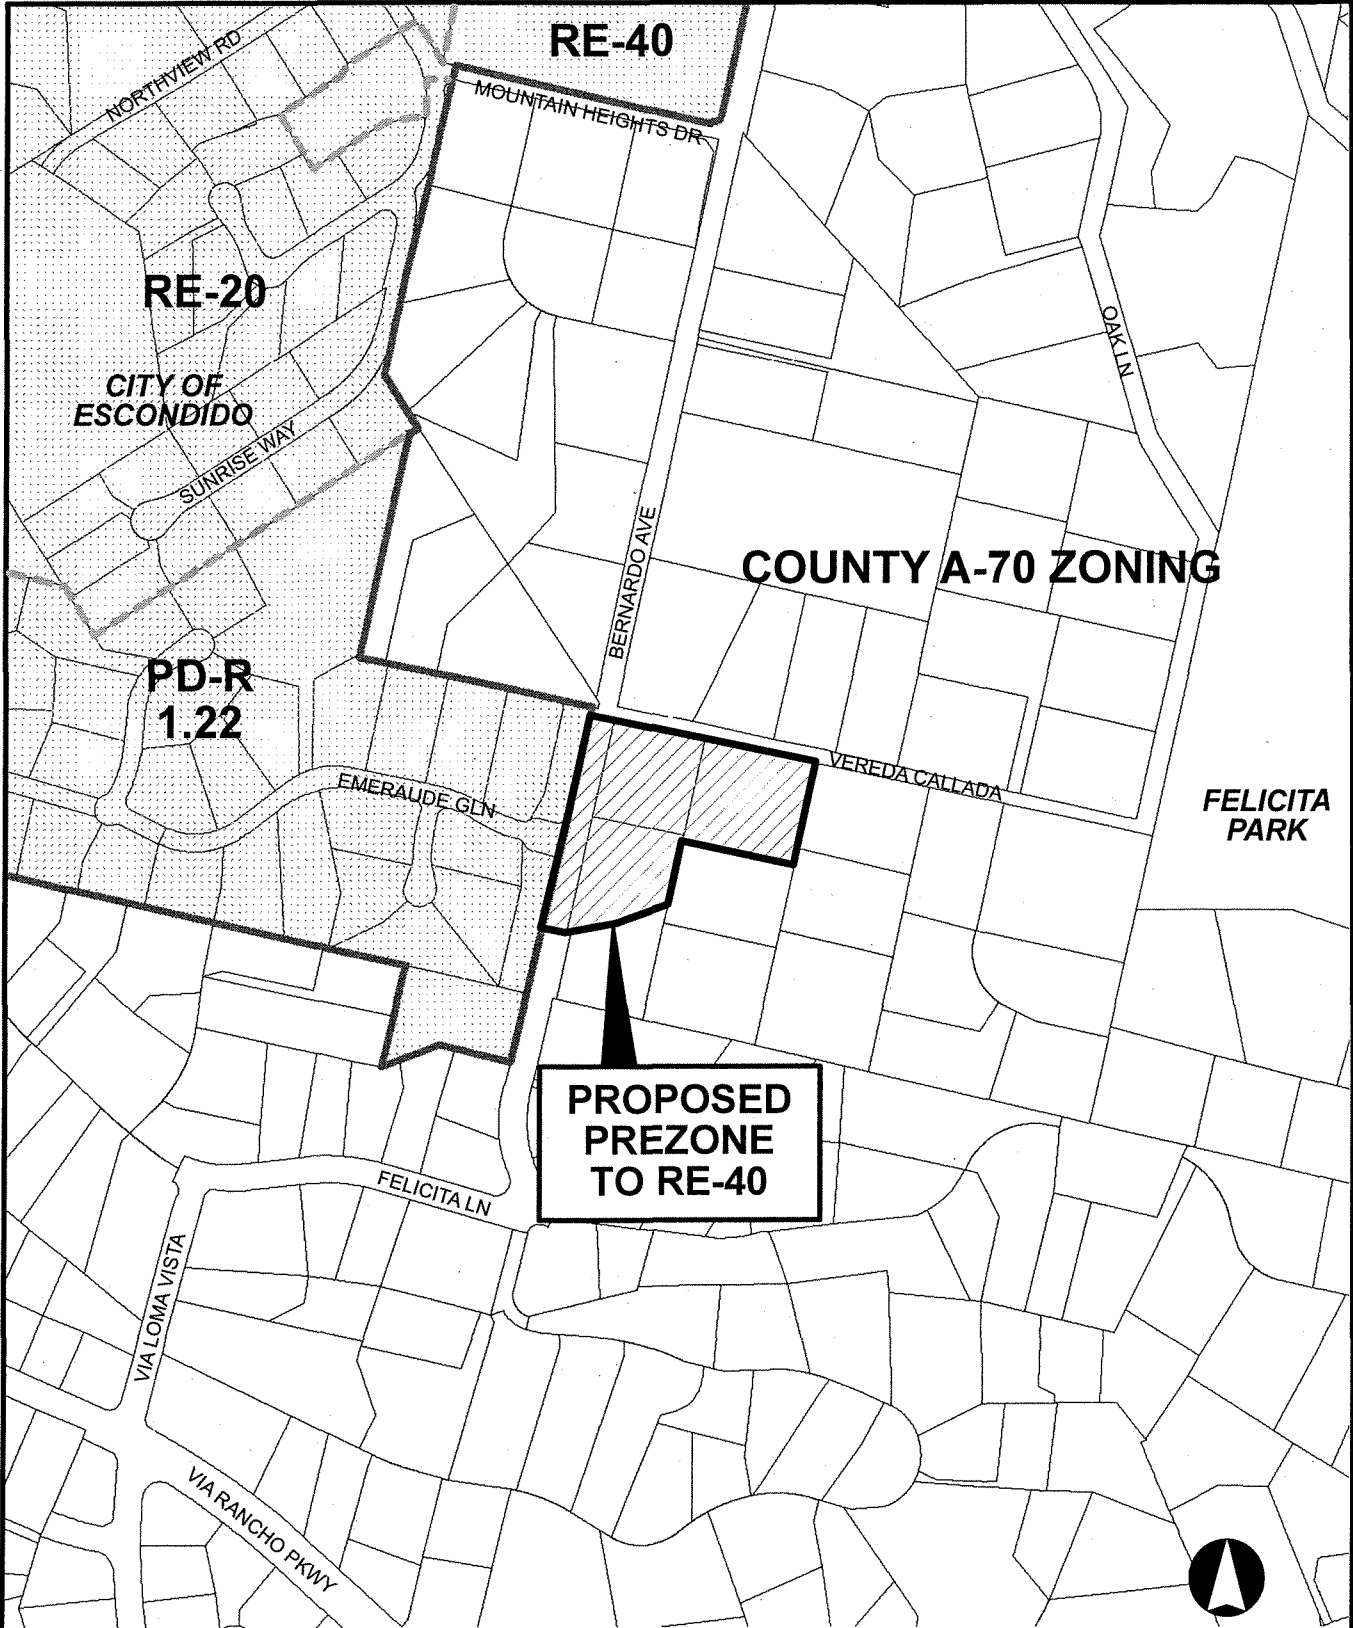 RE-40
NORTHVIEW RD
MOUNTAIN HEIGHTS DR
RE-20
OAK LN
CITY OF
ESCONDIDO
SUNRISE WAY
BERNARDO AVE
COUNTY A-70 ZONING
PD-R
1.22
EMERAUDE GLN
VEREDA CALLADA
FELICITA
PARK
PROPOSED
PREZONE
TO RE-40
FELICITA LN
VIA LOMA VISTA
VIA RANCHO PKWY